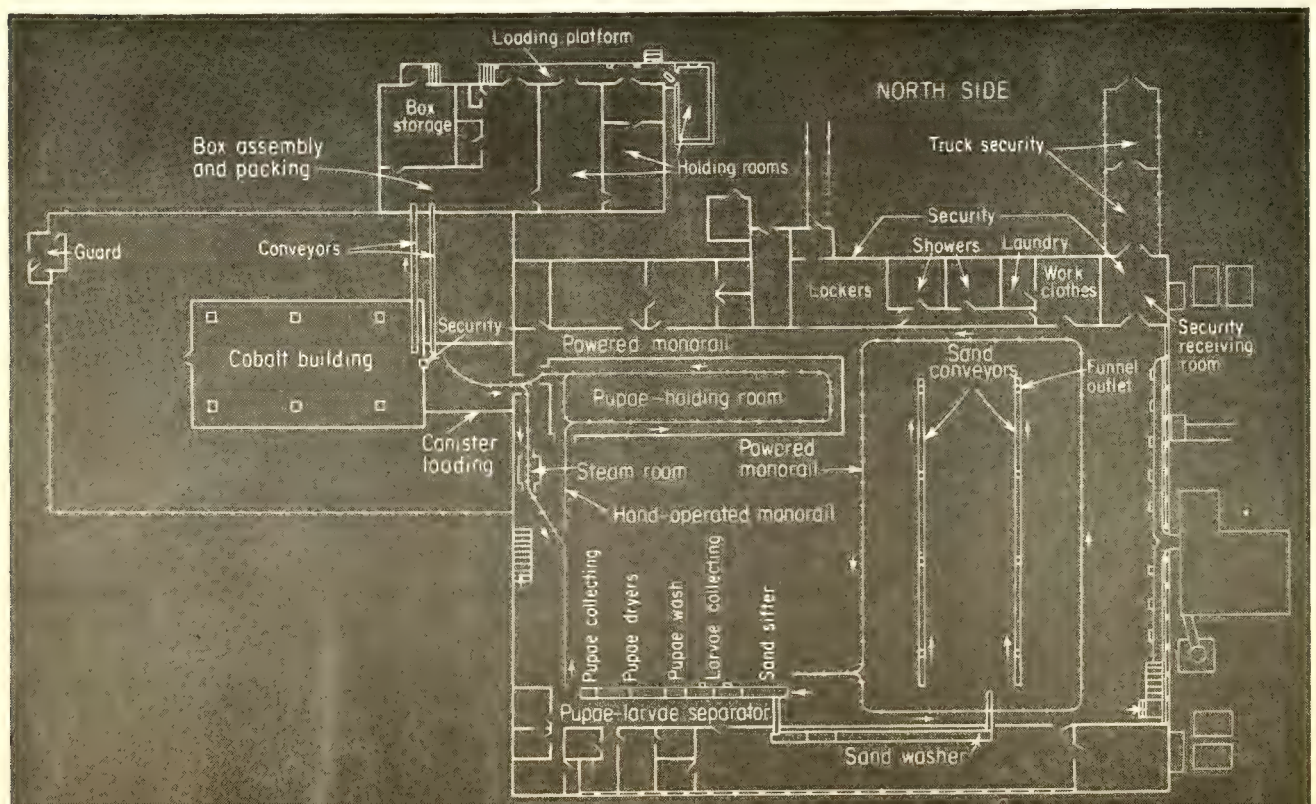 Loading platform
NORTH SIDE
Box
storage
Truck security
Box assembly
and packing
Holding rooms
Security
Guard
Conveyors
Showers
Laundry
Lockers
Work
clothes
Security
Security
receiving
room
Powered monorail
Sand
conveyors
Funnel
outlet
Cobalt building
Pupae-holding room
Canister
loading
Powered
monorail
Steam room
Hand-operated monorail
Pupae collecting
Pupae dryers
Pupae wash
Larvae collecting
Sand sifter
Pupae-larvae separator
Sand washer